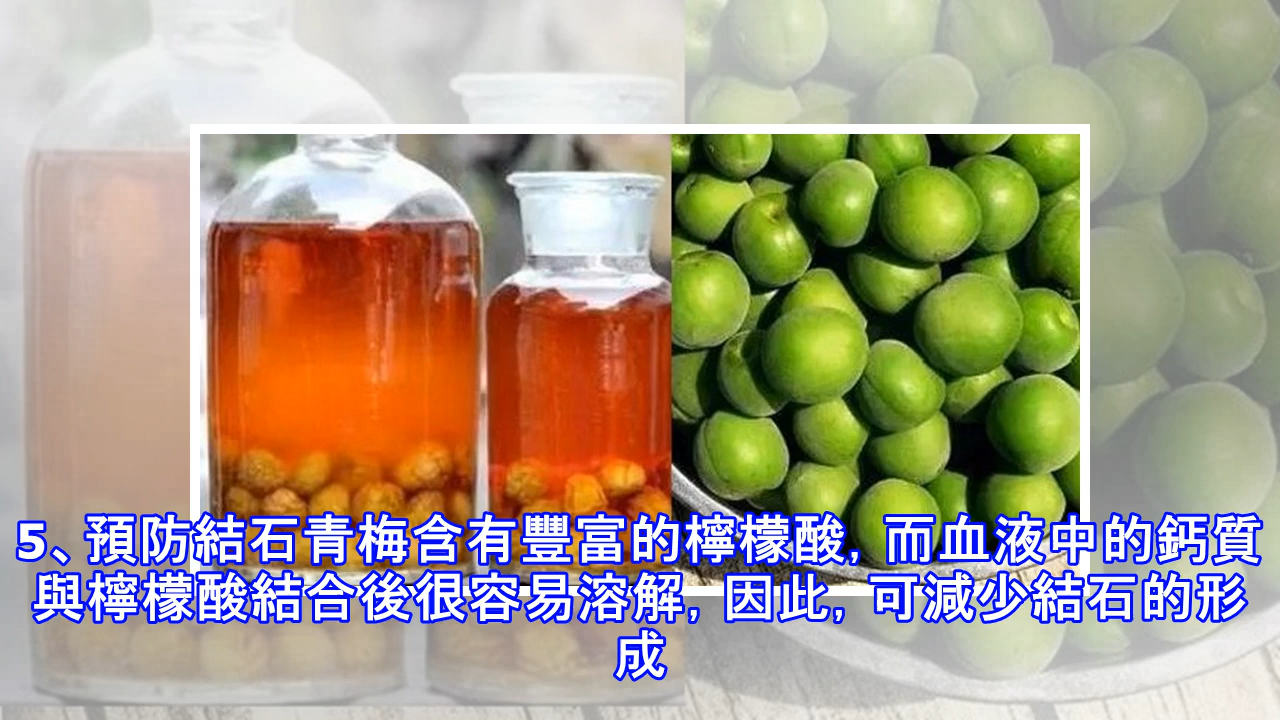 5、預防結石青梅含有豐富的檸檬酸, 而血液中的鈣質
與檸檬酸結合後很容易溶解, 因此, 可減少結石的形
成